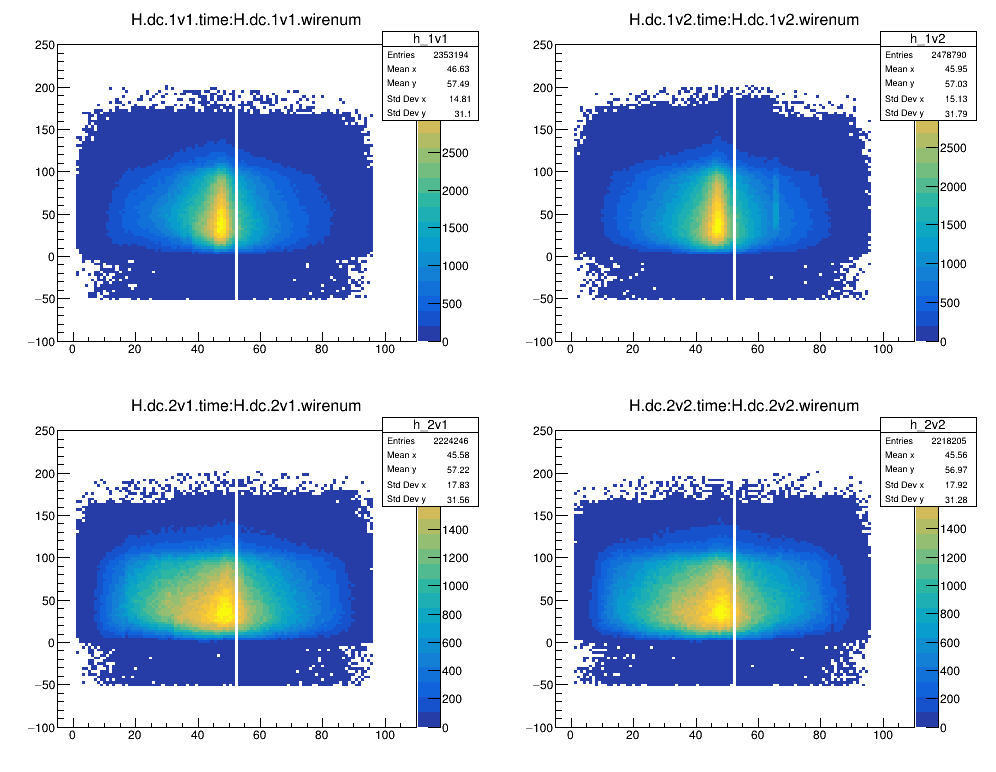 H.dc.1v1.time:H.dc.1v1.wirenum
h_1v1
Entries 2353194
Mean x 46.63
Mean y 57.49
Std Dev x 14.81
Std Dev y 31.1
250
200
150
100
50
0
−50
−100
0 20 40 60 80 100
2500
2000
1500
1000
500
0
H.dc.1v2.time:H.dc.1v2.wirenum
h_1v2
Entries 2478790
Mean x 45.95
Mean y 57.03
Std Dev x 15.13
Std Dev y 31.79
250
200
150
100
50
0
−50
−100
0 20 40 60 80 100
2500
2000
1500
1000
500
0
H.dc.2v1.time:H.dc.2v1.wirenum
h_2v1
Entries 2224246
Mean x 45.58
Mean y 57.22
Std Dev x 17.83
Std Dev y 31.56
250
200
150
100
50
0
−50
−100
0 20 40 60 80 100
1400
1200
1000
800
600
400
200
0
H.dc.2v2.time:H.dc.2v2.wirenum
h_2v2
Entries 2218205
Mean x 45.56
Mean y 56.97
Std Dev x 17.92
Std Dev y 31.28
250
200
150
100
50
0
−50
−100
0 20 40 60 80 100
1400
1200
1000
800
600
400
200
0